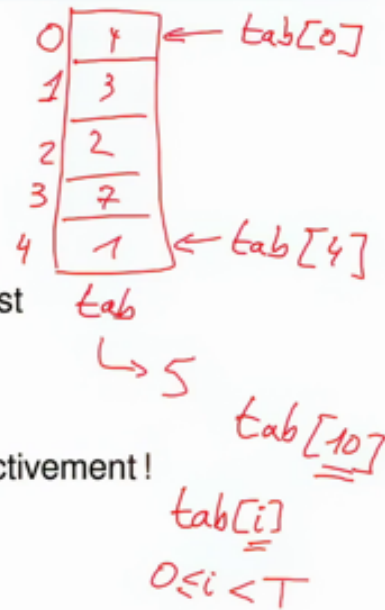 0 4 ← tab[0]
1 3
2 2
3 7
4 1 ← tab[4]
st tab
↳ 5
tab[10]
ctivement !
tab[i]
0≤i<T